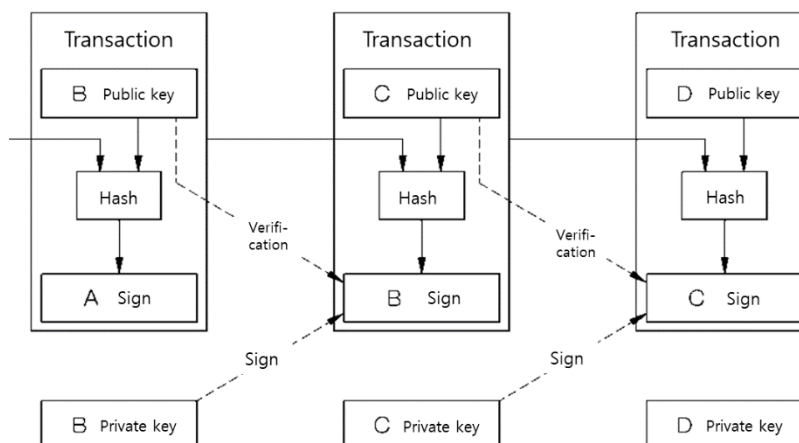 Transaction Transaction Transaction
B Public key C Public key D Public key
Hash Hash Hash
Verifi-
cation
Verifi-
cation
A Sign B Sign C Sign
Sign Sign
B Private key C Private key D Private key